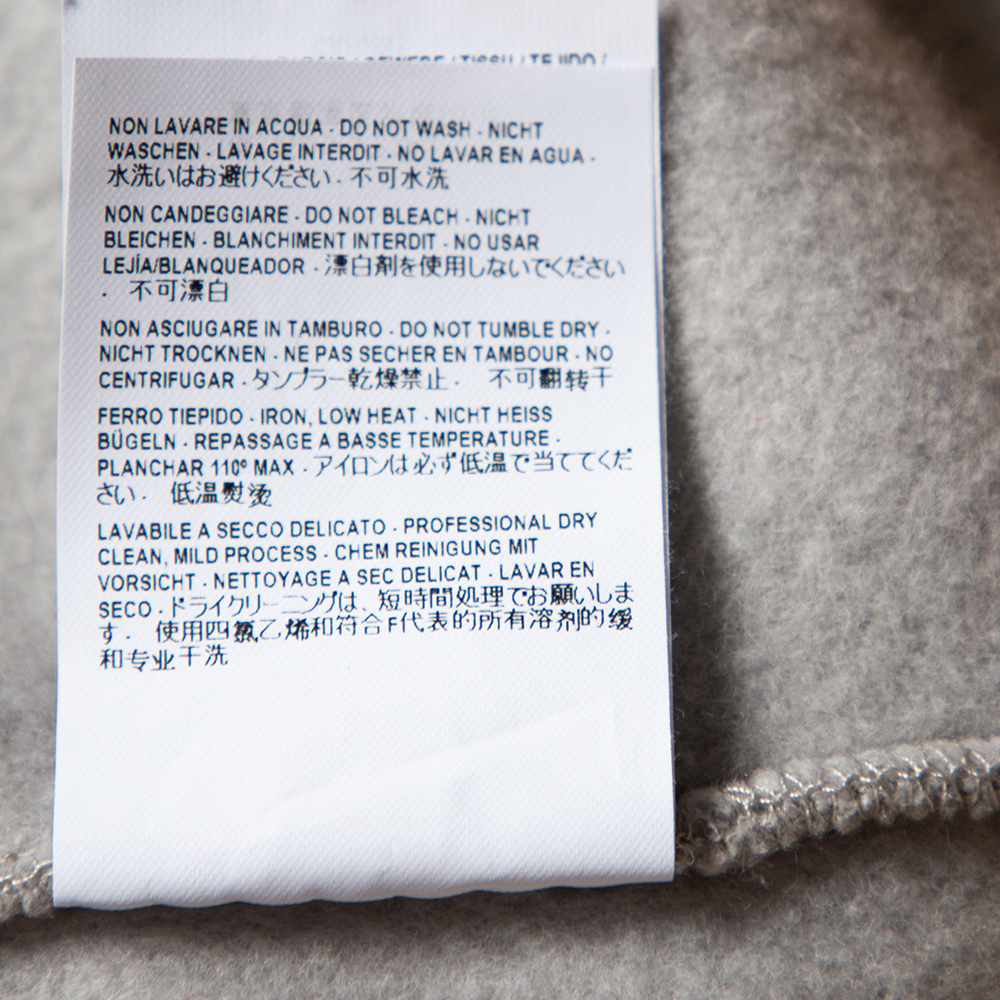 / TISSU / TEJIDO /
NON LAVARE IN ACQUA - DO NOT WASH - NICHT
WASCHEN - LAVAGE INTERDIT - NO LAVAR EN AGUA -
水洗いはお避けください - 不可水洗
NON CANDEGGIARE - DO NOT BLEACH - NICHT
BLEICHEN - BLANCHIMENT INTERDIT - NO USAR
LEJÍA/BLANQUEADOR - 漂白剤を使用しないでください
- 不可漂白
NON ASCIUGARE IN TAMBURO - DO NOT TUMBLE DRY -
NICHT TROCKNEN - NE PAS SECHER EN TAMBOUR - NO
CENTRIFUGAR - タンブラー乾燥禁止 - 不可翻转干
FERRO TIEPIDO - IRON, LOW HEAT - NICHT HEISS
BÜGELN - REPASSAGE A BASSE TEMPERATURE -
PLANCHAR 110º MAX - アイロンは必ず低温で当ててくだ
さい - 低温熨烫
LAVABILE A SECCO DELICATO - PROFESSIONAL DRY
CLEAN, MILD PROCESS - CHEM REINIGUNG MIT
VORSICHT - NETTOYAGE A SEC DELICAT - LAVAR EN
SECO - ドライクリーニングは、短時間処理でお願いしま
す - 使用四氯乙烯和符合F代表的所有溶剂的缓
和专业干洗